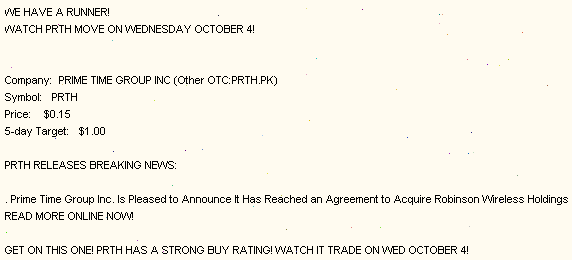 WE HAVE A RUNNER!
WATCH PRTH MOVE ON WEDNESDAY OCTOBER 4!
Company: PRIME TIME GROUP INC (Other OTC:PRTH.PK)
Symbol: PRTH
Price: $0.15
5-day Target: $1.00
PRTH RELEASES BREAKING NEWS:
. Prime Time Group Inc. Is Pleased to Announce It Has Reached an Agreement to Acquire Robinson Wireless Holdings
READ MORE ONLINE NOW!
GET ON THIS ONE! PRTH HAS A STRONG BUY RATING! WATCH IT TRADE ON WED OCTOBER 4!